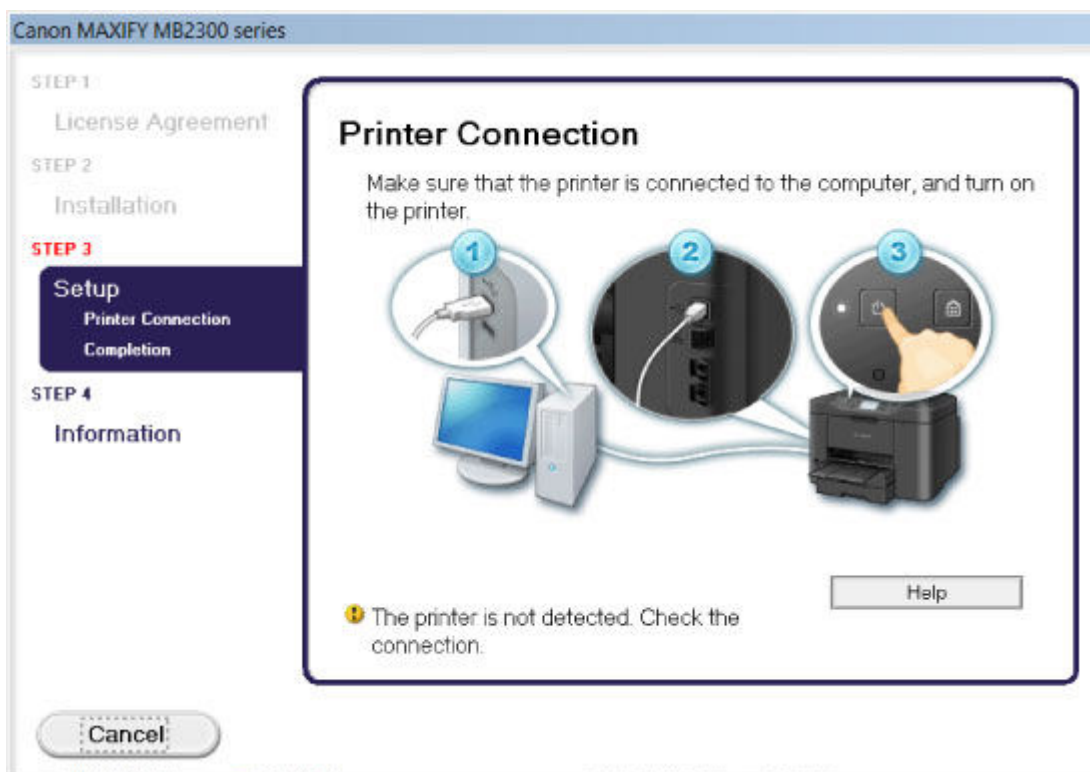 Canon MAXIFY MB2300 series
STEP 1
License Agreement
STEP 2
Installation
STEP 3
Setup
Printer Connection
Completion
STEP 4
Information
Printer Connection
Make sure that the printer is connected to the computer, and turn on
the printer.
1
2
3
Help
The printer is not detected. Check the
connection.
Cancel